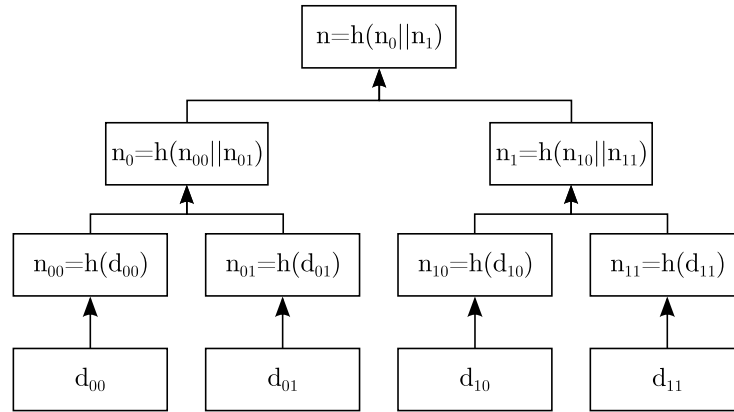 n=h(n₀||n₁)
n₀=h(n₀₀||n₀₁)
n₁=h(n₁₀||n₁₁)
n₀₀=h(d₀₀)
n₀₁=h(d₀₁)
n₁₀=h(d₁₀)
n₁₁=h(d₁₁)
d₀₀
d₀₁
d₁₀
d₁₁